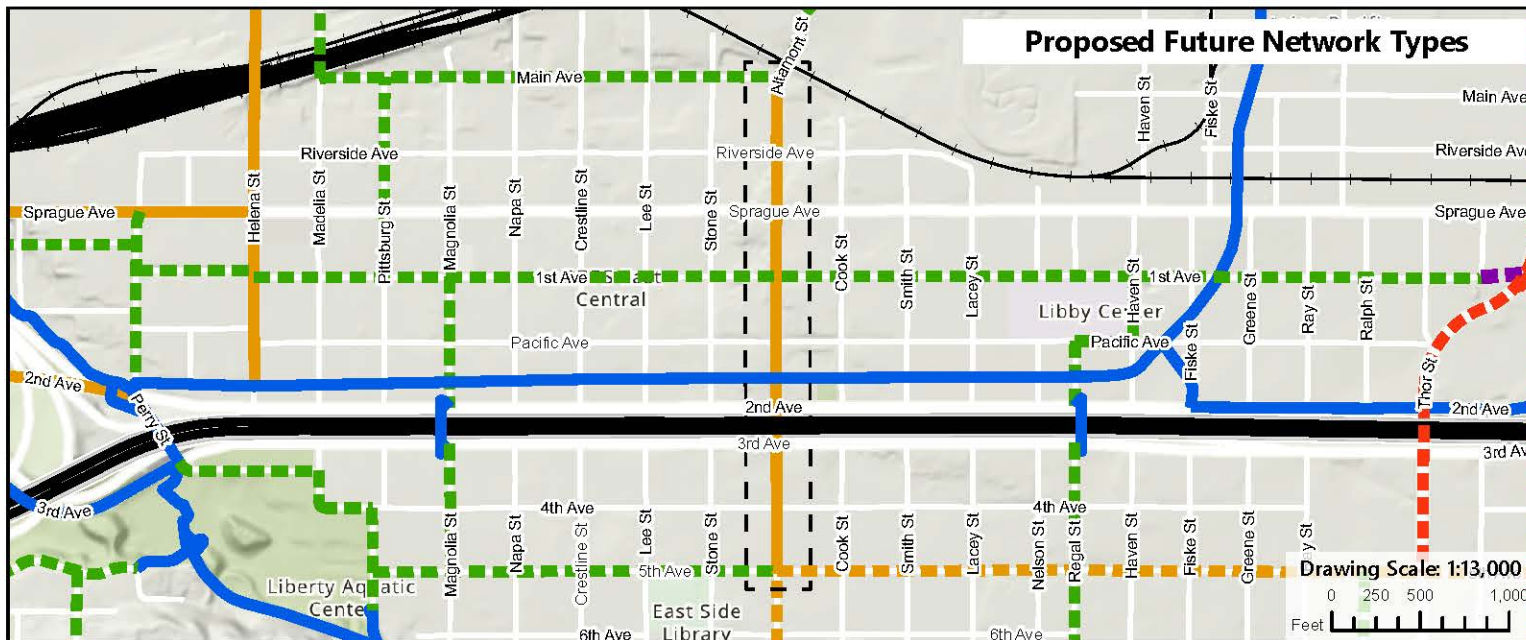 Proposed Future Network Types
Altamont St
Main Ave
Haven St
Fiske St
Main Ave
Riverside Ave
Riverside Ave
Riverside Ave
Sprague Ave
Helena St
Madelia St
Pittsburg St
Magnolia St
Napa St
Crestline St
Lee St
Stone St
Sprague Ave
Sprague Ave
1st Ave
Central
Cook St
Smith St
Lacey St
Haven St
1st Ave
Greene St
Ray St
Ralph St
Libby Center
Pacific Ave
Pacific Ave
Fiske St
2nd Ave
Perry St
2nd Ave
Thor St
2nd Ave
3rd Ave
3rd Av
3rd Ave
4th Ave
4th Ave
Magnolia St
Napa St
Crestline St
Lee St
Stone St
Cook St
Smith St
Lacey St
Nelson St
Regal St
Haven St
Fiske St
Greene St
5th Ave
Liberty Aquatic
Center
East Side
Library
6th Ave
6th Ave
Drawing Scale: 1:13,000
0 250 500 1,000
Feet